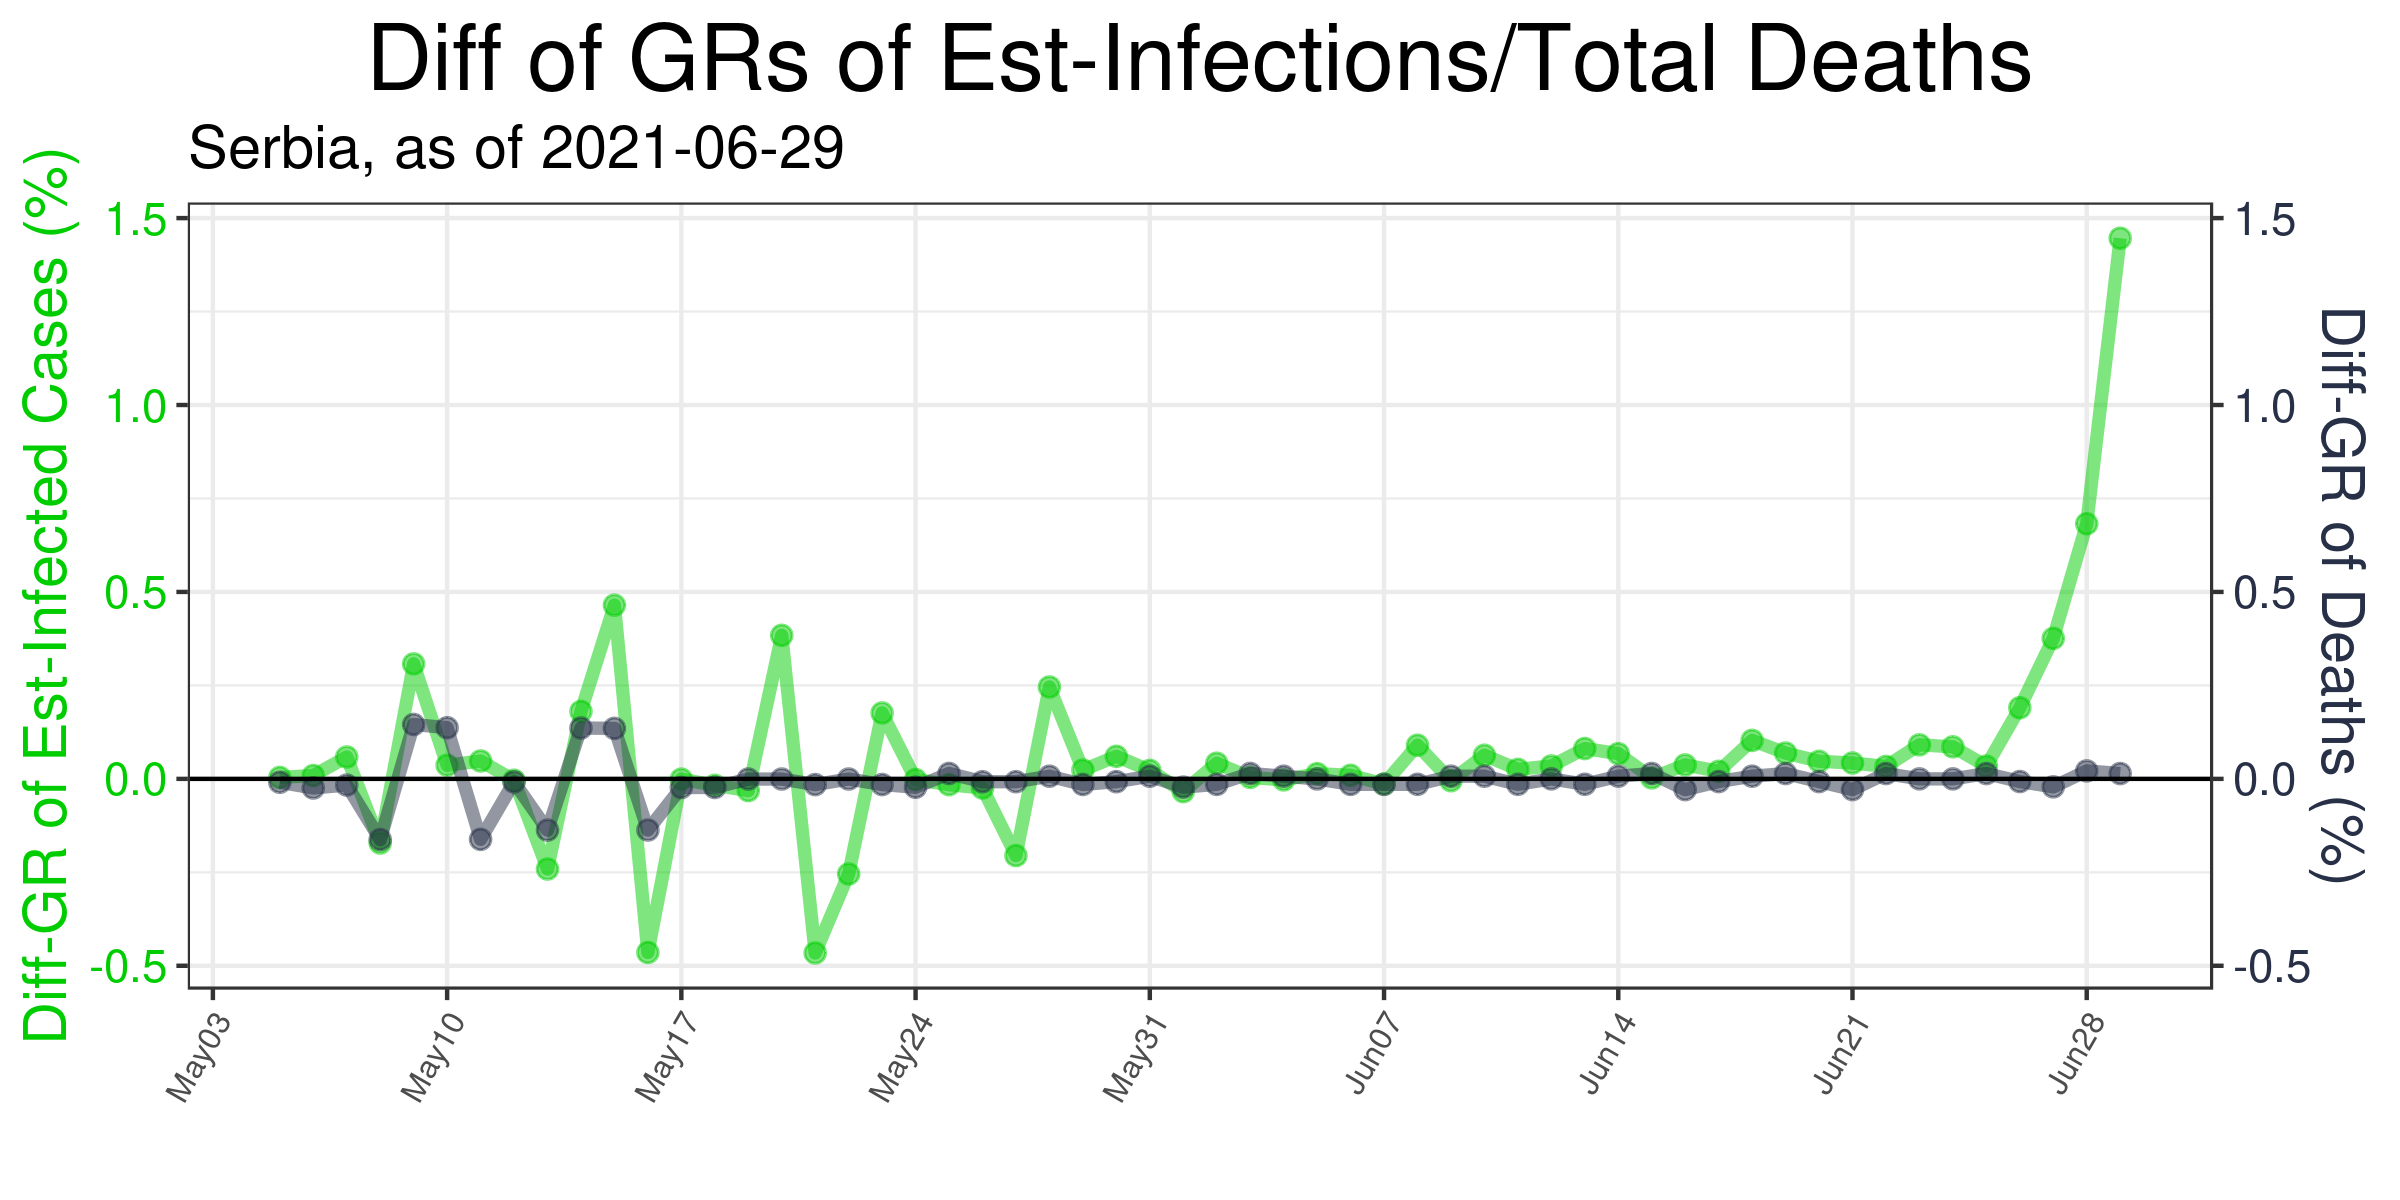 Diff of GRs of Est-Infections/Total Deaths
Serbia, as of 2021-06-29
Diff-GR of Est-Infected Cases (%)
1.5
1.0
0.5
0.0
-0.5
1.5
1.0
0.5
0.0
-0.5
Diff-GR of Deaths (%)
May03
May10
May17
May24
May31
Jun07
Jun14
Jun21
Jun28